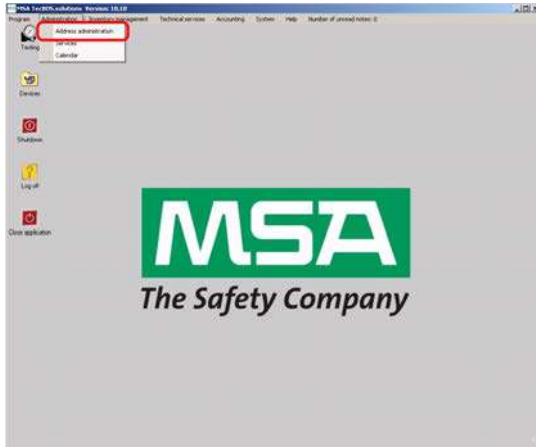 MSA TecBOS.solutions Version: 10.10
Program Administration Inventory management Technical services Accounting System Help Number of unread notes: 0
Address administration
Services
Calendar
Testing
Devices
Shutdown
Log off
Close application
MSA
The Safety Company